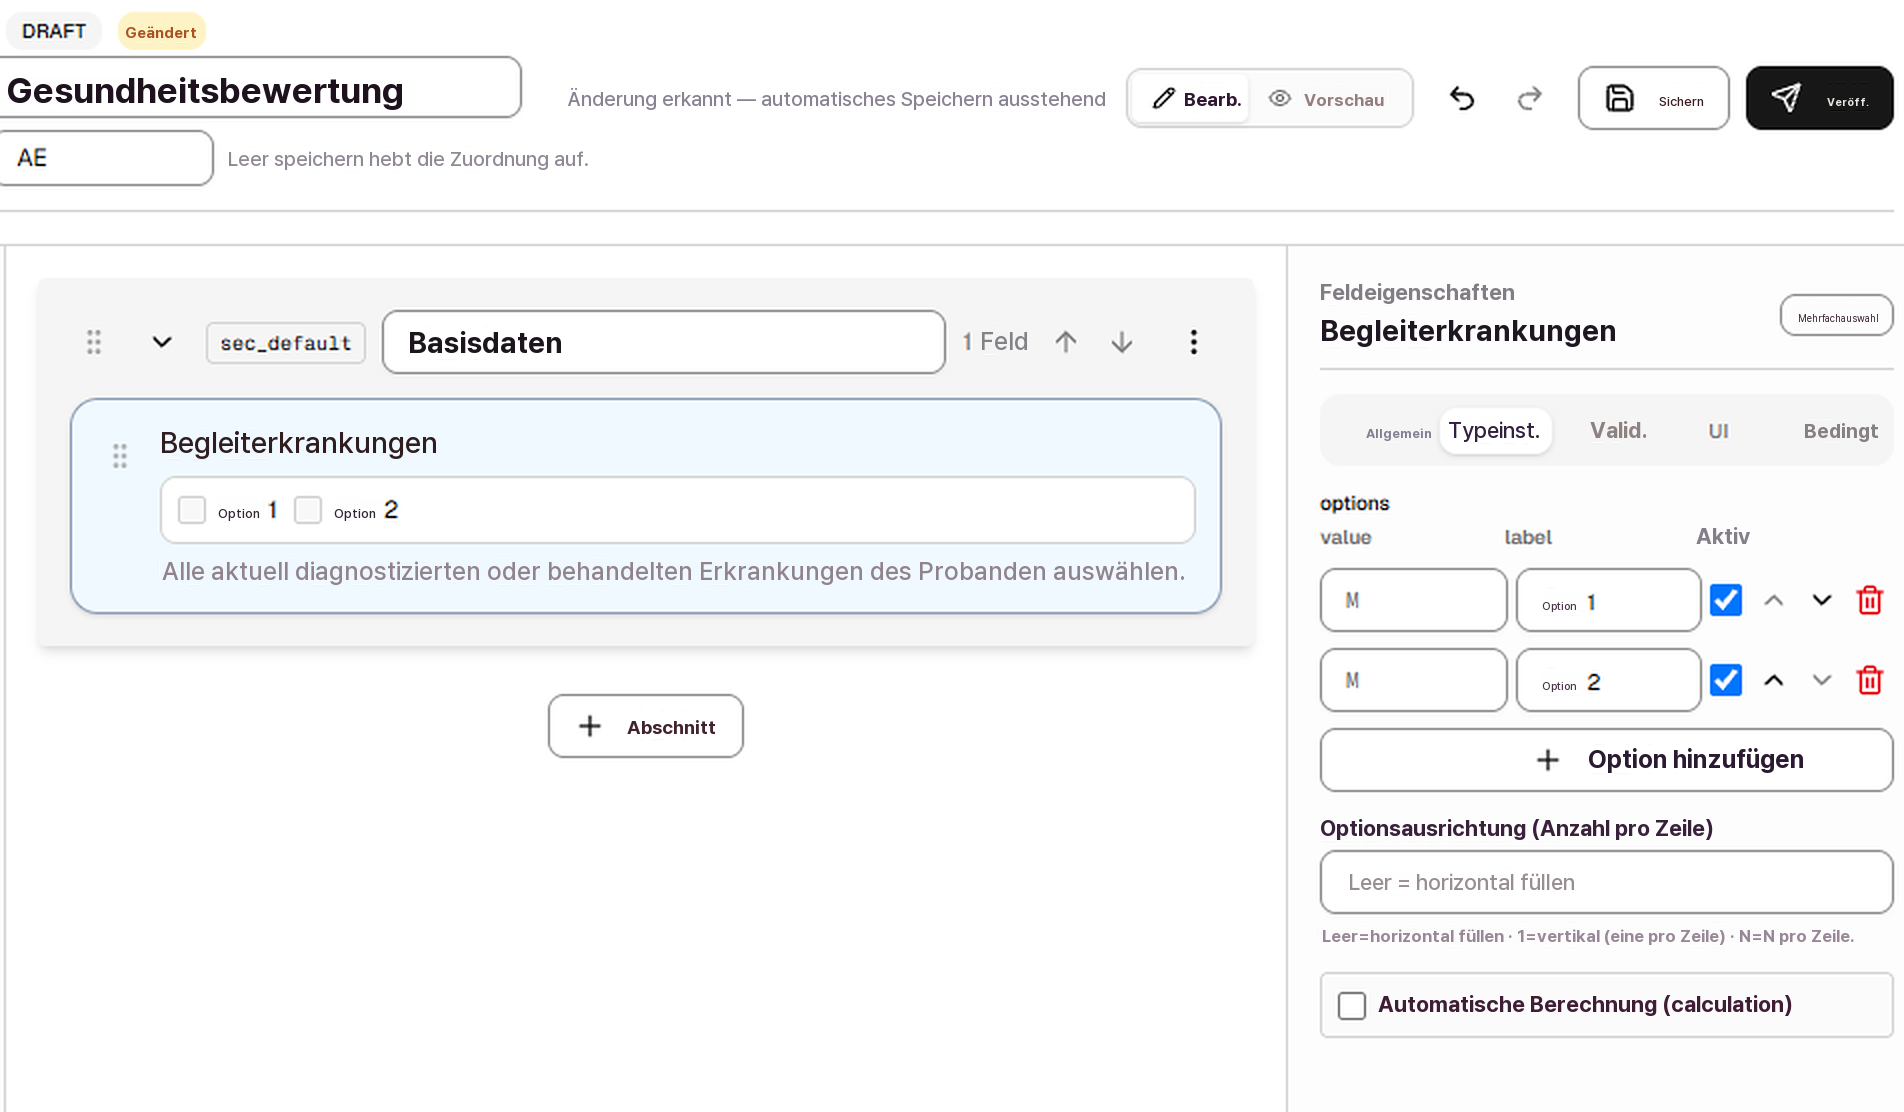 DRAFT Geändert
Gesundheitsbewertung
Änderung erkannt — automatisches Speichern ausstehend
Bearb. Vorschau
Sichern
Veröff.
AE
Leer speichern hebt die Zuordnung auf.
sec_default
Basisdaten
1 Feld
Begleiterkrankungen
Option 1 Option 2
Alle aktuell diagnostizierten oder behandelten Erkrankungen des Probanden auswählen.
Abschnitt
Feldeigenschaften
Begleiterkrankungen
Mehrfachauswahl
Allgemein Typeinst. Valid. UI Bedingt
options
value label Aktiv
M Option 1
M Option 2
Option hinzufügen
Optionsausrichtung (Anzahl pro Zeile)
Leer = horizontal füllen
Leer=horizontal füllen · 1=vertikal (eine pro Zeile) · N=N pro Zeile.
Automatische Berechnung (calculation)